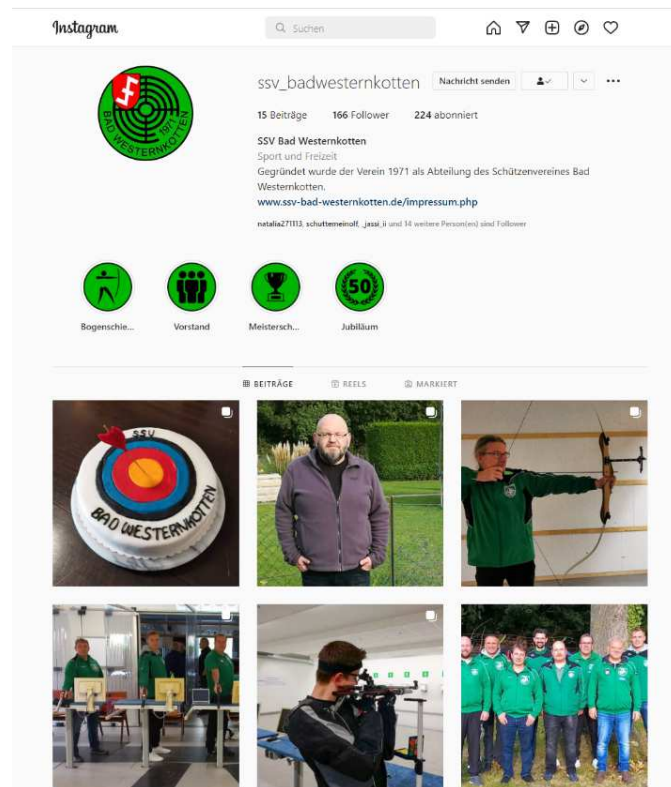 Instagram
Suchen
BAD WESTERNKOTTEN
1971
ssv_badwesternkotten Nachricht senden
15 Beiträge 166 Follower 224 abonniert
SSV Bad Westernkotten
Sport und Freizeit
Gegründet wurde der Verein 1971 als Abteilung des Schützenvereines Bad
Westernkotten.
www.ssv-bad-westernkotten.de/impressum.php
natalia271113, schuttemeinolf, _jassi_ii und 14 weitere Person(en) sind Follower
50
Bogenschie... Vorstand Meistersch... Jubiläum
BEITRÄGE REELS MARKIERT
SSV
BAD WESTERNKOTTEN